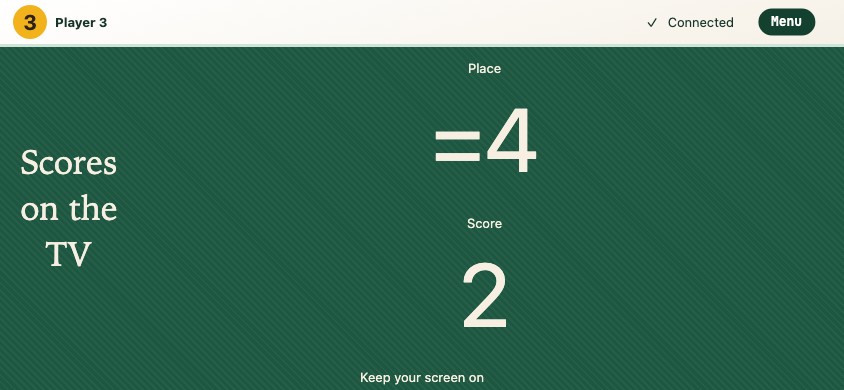 3
Player 3
✓ Connected
Menu
Scores
on the
TV
Place
=4
Score
2
Keep your screen on